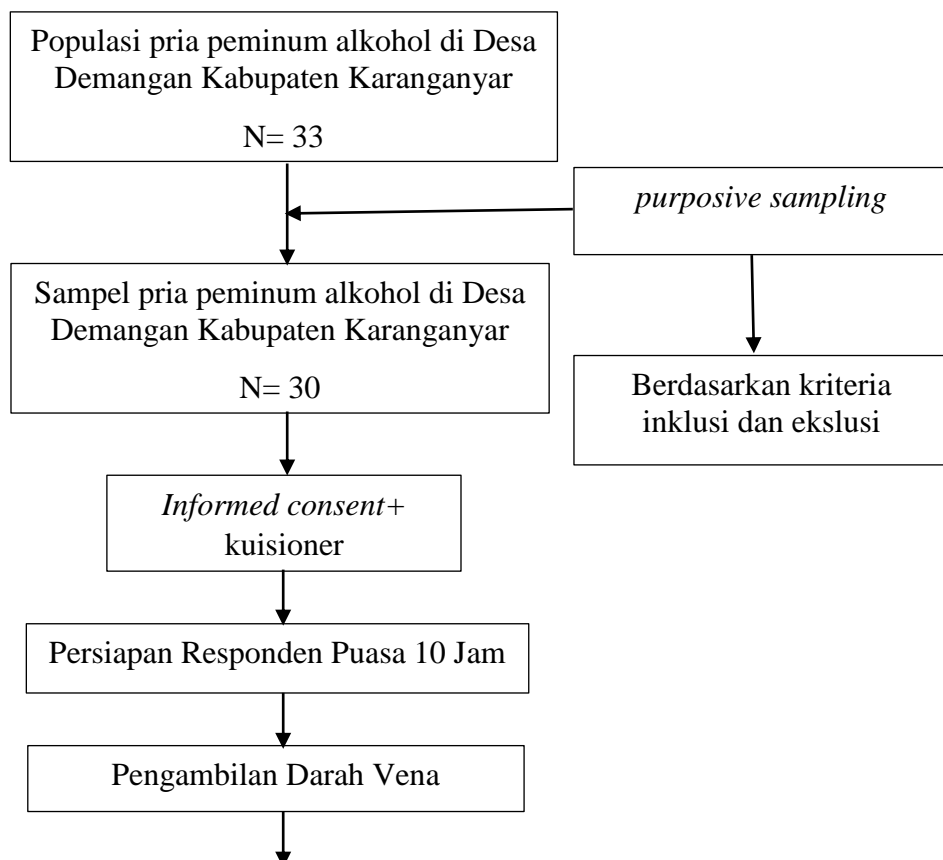 Populasi pria peminum alkohol di Desa
Demangan Kabupaten Karanganyar
N= 33
purposive sampling
Sampel pria peminum alkohol di Desa
Demangan Kabupaten Karanganyar
N= 30
Berdasarkan kriteria
inklusi dan ekslusi
Informed consent+
kuisioner
Persiapan Responden Puasa 10 Jam
Pengambilan Darah Vena